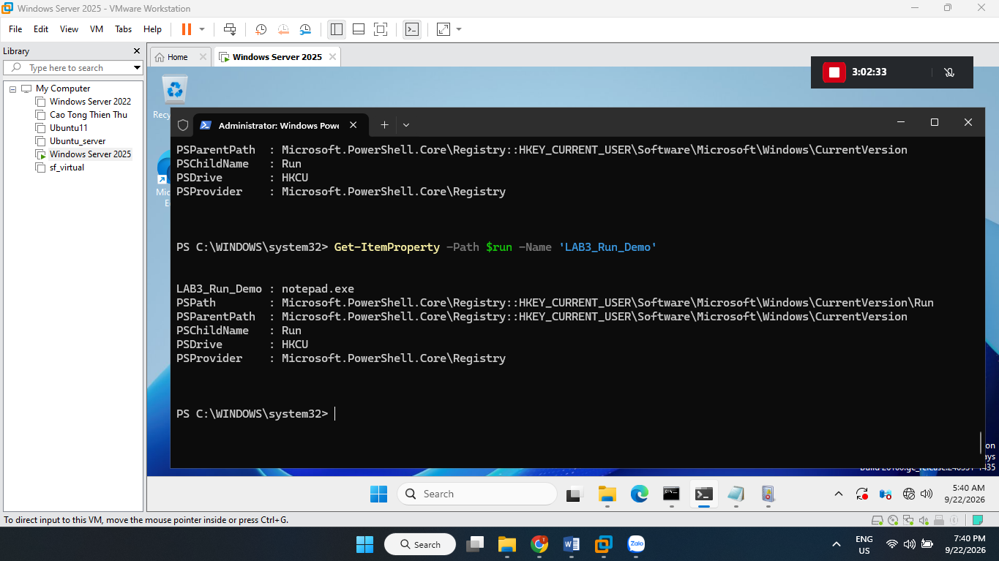 Windows Server 2025 - VMware Workstation
File Edit View VM Tabs Help
Library
Type here to search
My Computer
Windows Server 2022
Cao Tong Thien Thu
Ubuntu11
Ubuntu_server
Windows Server 2025
sf_virtual
Home
Windows Server 2025
3:02:33
Recy
Mic
E
Administrator: Windows Powe
PSParentPath : Microsoft.PowerShell.Core\Registry::HKEY_CURRENT_USER\Software\Microsoft\Windows\CurrentVersion
PSChildName : Run
PSDrive : HKCU
PSProvider : Microsoft.PowerShell.Core\Registry
PS C:\WINDOWS\system32> Get-ItemProperty -Path $run -Name 'LAB3_Run_Demo'
LAB3_Run_Demo : notepad.exe
PSPath : Microsoft.PowerShell.Core\Registry::HKEY_CURRENT_USER\Software\Microsoft\Windows\CurrentVersion\Run
PSParentPath : Microsoft.PowerShell.Core\Registry::HKEY_CURRENT_USER\Software\Microsoft\Windows\CurrentVersion
PSChildName : Run
PSDrive : HKCU
PSProvider : Microsoft.PowerShell.Core\Registry
PS C:\WINDOWS\system32>
on
ays
Search
5:40 AM
9/22/2026
To direct input to this VM, move the mouse pointer inside or press Ctrl+G.
Search
Zalo
ENG
US
7:40 PM
9/22/2026